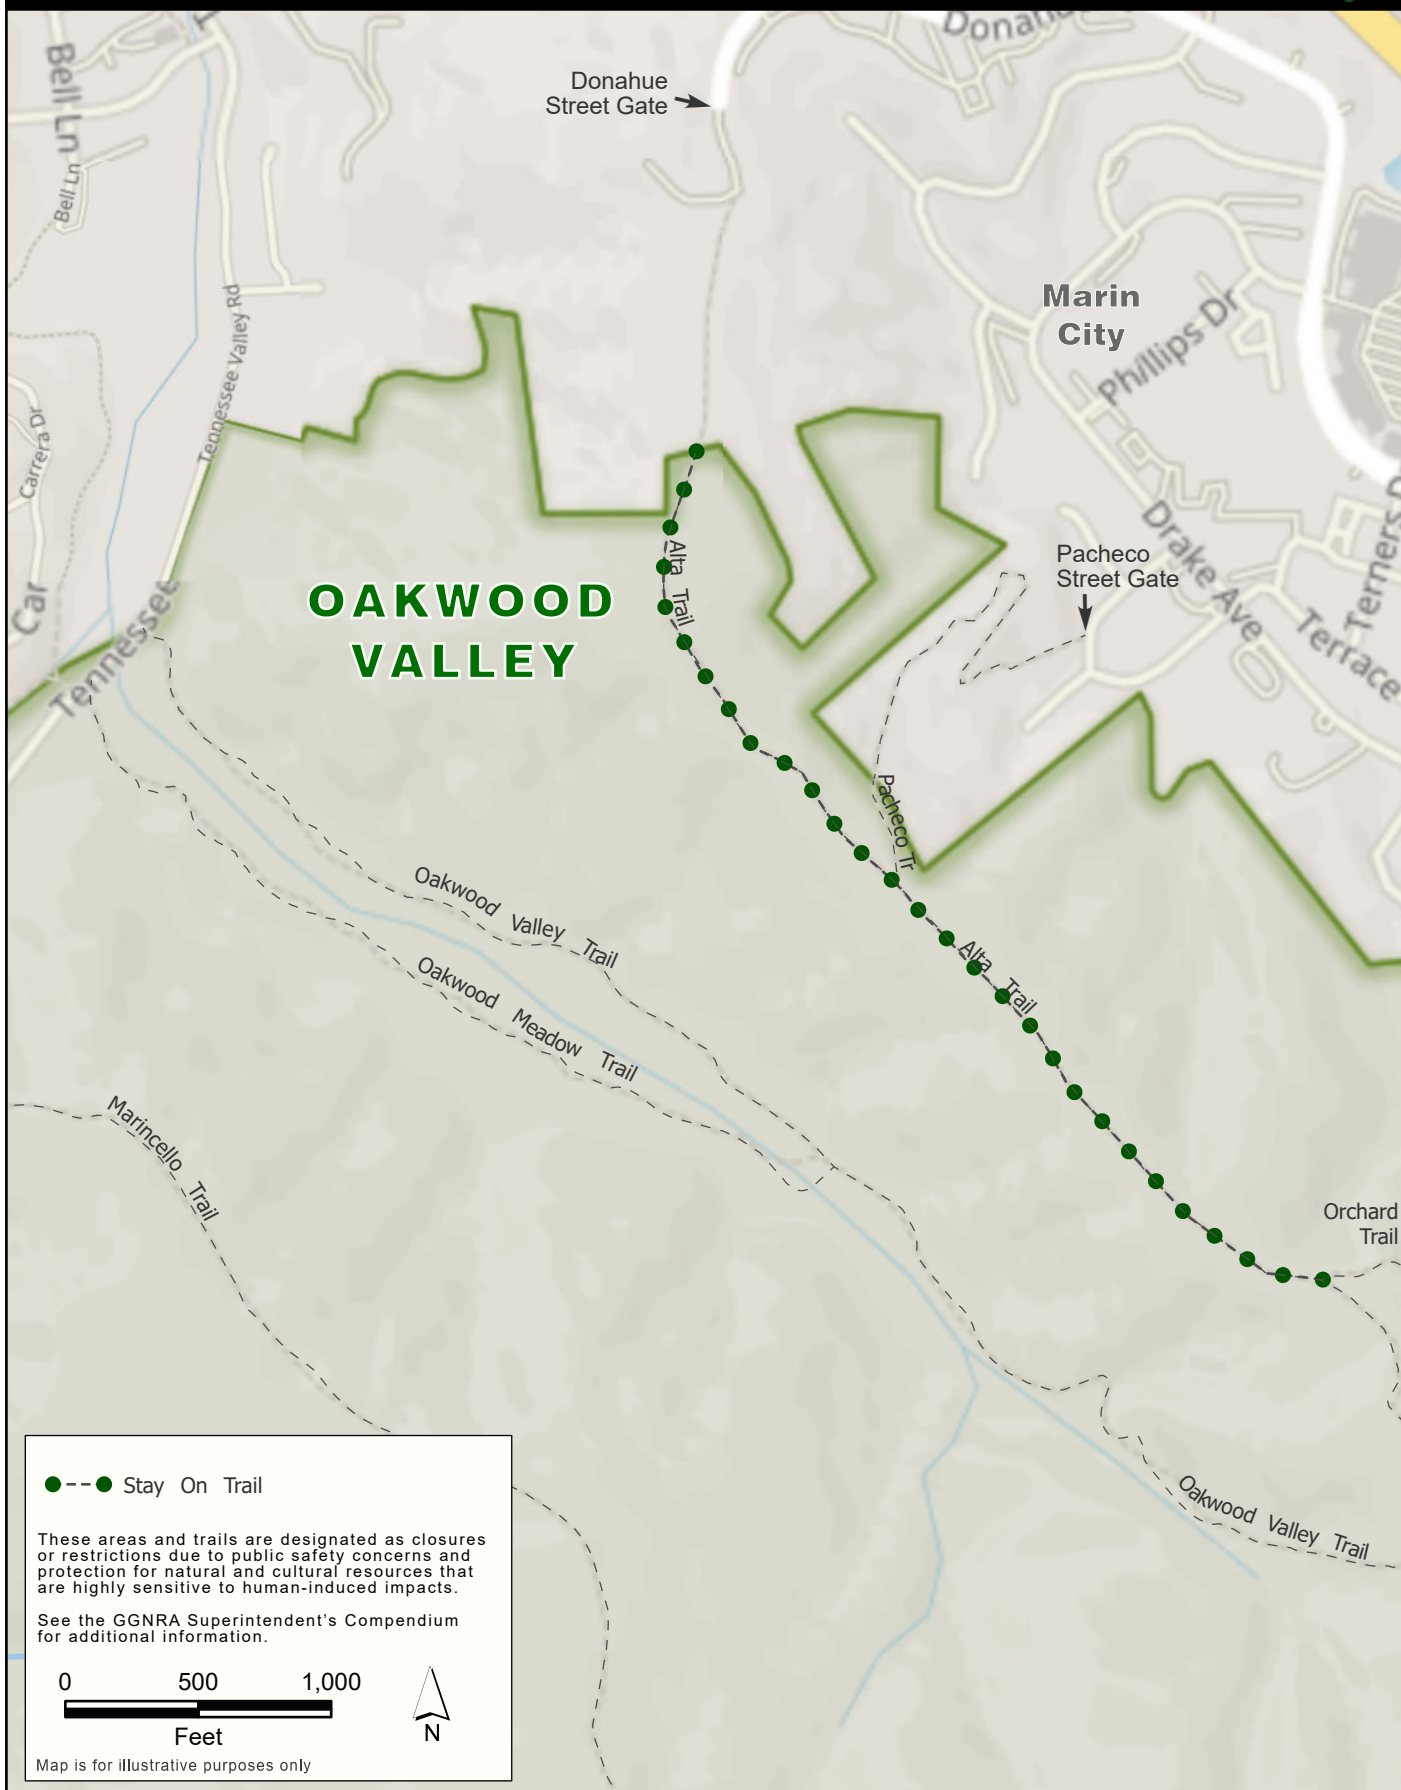 Donahue
Street Gate
Bell Ln
Bell Ln
Tennessee Valley Rd
Marin
City
Phillips Dr
Carrera Dr
Car
Tennessee
OAKWOOD
VALLEY
Alta Trail
Pacheco
Street Gate
Drake Ave
Terrace
Pacheco Tr
Oakwood Valley Trail
Alta Trail
Oakwood Meadow Trail
Marincello Trail
Orchard
Trail
Oakwood Valley Trail
Stay On Trail
These areas and trails are designated as closures
or restrictions due to public safety concerns and
protection for natural and cultural resources that
are highly sensitive to human-induced impacts.
See the GGNRA Superintendent's Compendium
for additional information.
0 500 1,000
Feet
N
Map is for illustrative purposes only